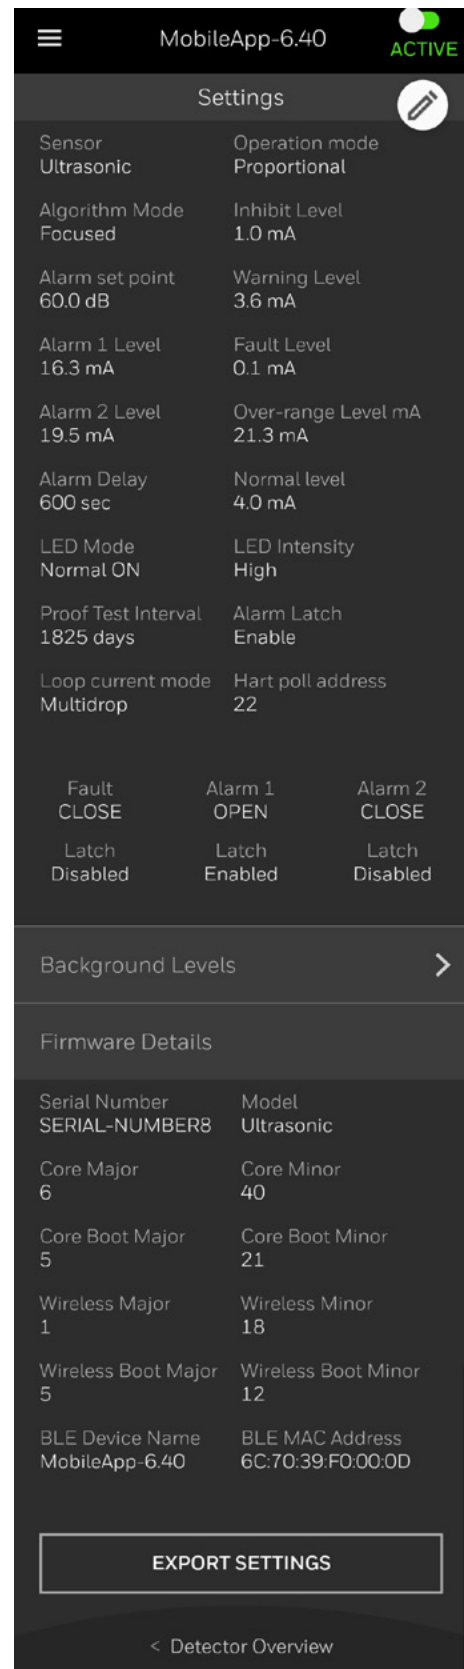 MobileApp-6.40
ACTIVE
Settings
Sensor Operation mode
Ultrasonic Proportional
Algorithm Mode Inhibit Level
Focused 1.0 mA
Alarm set point Warning Level
60.0 dB 3.6 mA
Alarm 1 Level Fault Level
16.3 mA 0.1 mA
Alarm 2 Level Over-range Level mA
19.5 mA 21.3 mA
Alarm Delay Normal level
600 sec 4.0 mA
LED Mode LED Intensity
Normal ON High
Proof Test Interval Alarm Latch
1825 days Enable
Loop current mode Hart poll address
Multidrop 22
Fault Alarm 1 Alarm 2
CLOSE OPEN CLOSE
Latch Latch Latch
Disabled Enabled Disabled
Background Levels
Firmware Details
Serial Number Model
SERIAL-NUMBER8 Ultrasonic
Core Major Core Minor
6 40
Core Boot Major Core Boot Minor
5 21
Wireless Major Wireless Minor
1 18
Wireless Boot Major Wireless Boot Minor
5 12
BLE Device Name BLE MAC Address
MobileApp-6.40 6C:70:39:F0:00:0D
EXPORT SETTINGS
< Detector Overview